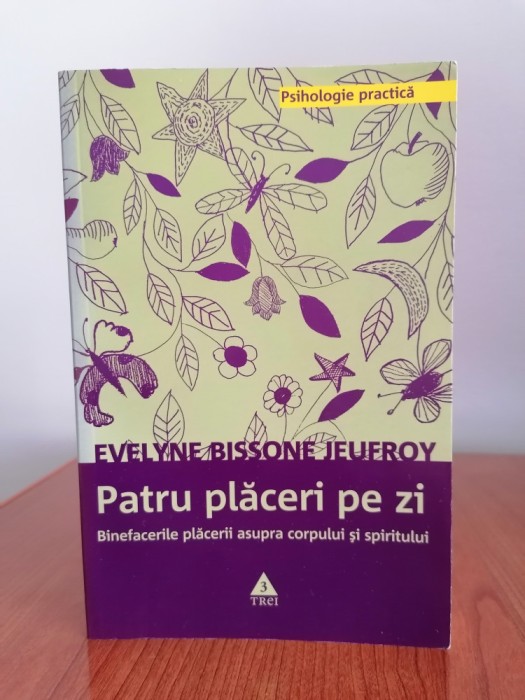 Psihologie practică
EVELYNE BISSONE JEUFROY
Patru plăceri pe zi
Binefacerile plăcerii asupra corpului și spiritului
3
TREI